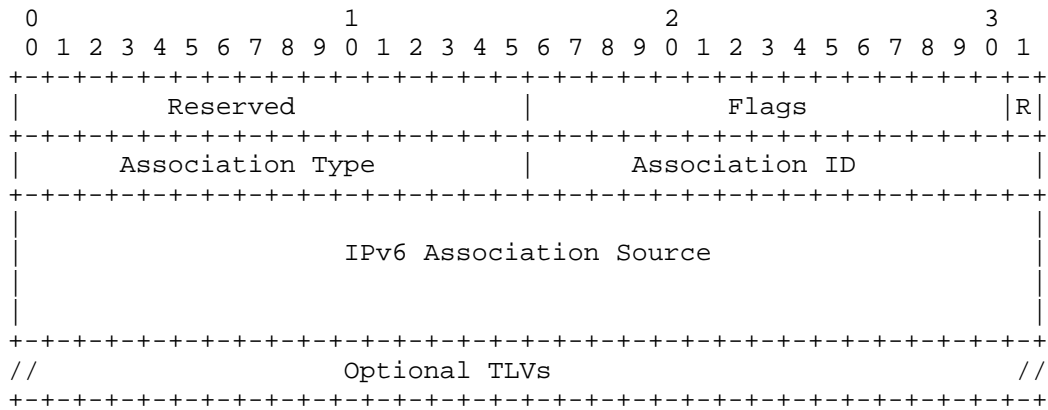 0                   1                   2                   3
 0 1 2 3 4 5 6 7 8 9 0 1 2 3 4 5 6 7 8 9 0 1 2 3 4 5 6 7 8 9 0 1
+-+-+-+-+-+-+-+-+-+-+-+-+-+-+-+-+-+-+-+-+-+-+-+-+-+-+-+-+-+-+-+-+
|         Reserved              |            Flags            |R|
+-+-+-+-+-+-+-+-+-+-+-+-+-+-+-+-+-+-+-+-+-+-+-+-+-+-+-+-+-+-+-+-+
|      Association Type         |      Association ID           |
+-+-+-+-+-+-+-+-+-+-+-+-+-+-+-+-+-+-+-+-+-+-+-+-+-+-+-+-+-+-+-+-+
|                                                               |
|                    IPv6 Association Source                    |
|                                                               |
|                                                               |
+-+-+-+-+-+-+-+-+-+-+-+-+-+-+-+-+-+-+-+-+-+-+-+-+-+-+-+-+-+-+-+-+
//                   Optional TLVs                             //
+-+-+-+-+-+-+-+-+-+-+-+-+-+-+-+-+-+-+-+-+-+-+-+-+-+-+-+-+-+-+-+-+